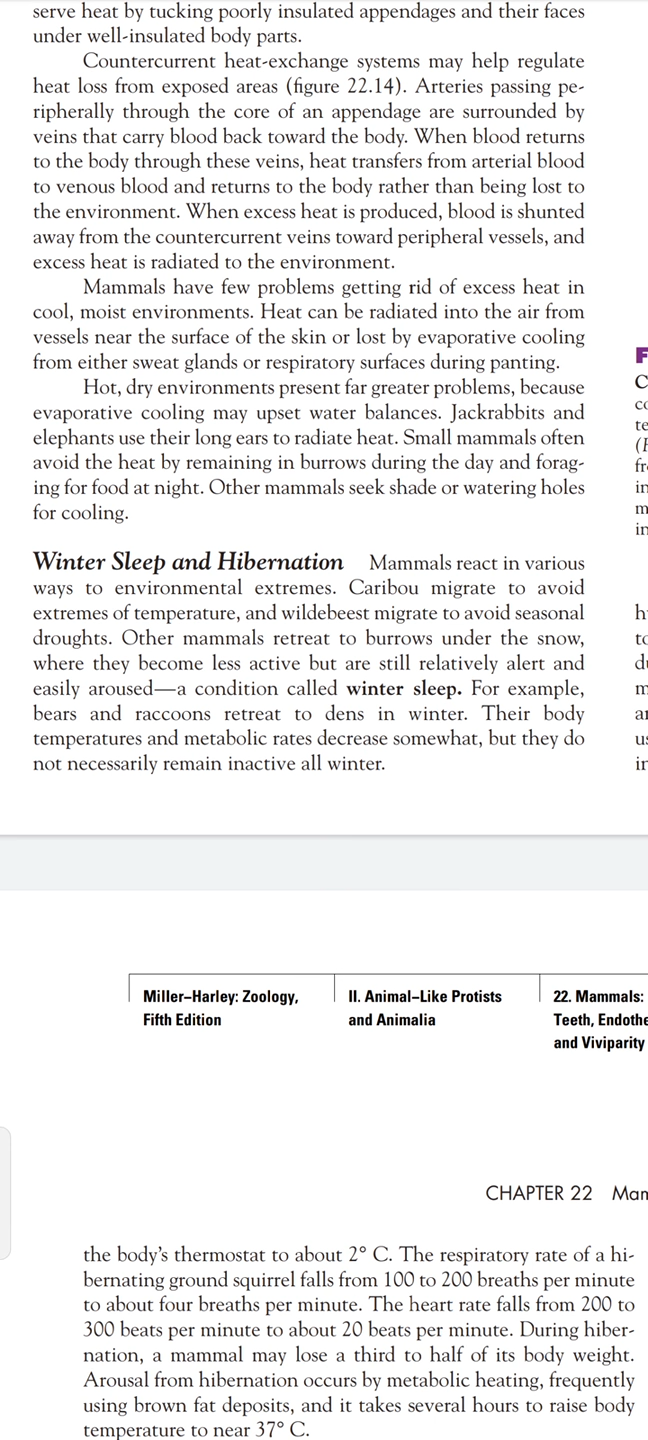 serve heat by tucking poorly insulated appendages and their faces
under well-insulated body parts.
Countercurrent heat-exchange systems may help regulate
heat loss from exposed areas (figure 22.14). Arteries passing pe-
ripherally through the core of an appendage are surrounded by
veins that carry blood back toward the body. When blood returns
to the body through these veins, heat transfers from arterial blood
to venous blood and returns to the body rather than being lost to
the environment. When excess heat is produced, blood is shunted
away from the countercurrent veins toward peripheral vessels, and
excess heat is radiated to the environment.
Mammals have few problems getting rid of excess heat in
cool, moist environments. Heat can be radiated into the air from
vessels near the surface of the skin or lost by evaporative cooling
from either sweat glands or respiratory surfaces during panting.
Hot, dry environments present far greater problems, because
evaporative cooling may upset water balances. Jackrabbits and
elephants use their long ears to radiate heat. Small mammals often
avoid the heat by remaining in burrows during the day and forag-
ing for food at night. Other mammals seek shade or watering holes
for cooling.
Winter Sleep and Hibernation Mammals react in various
ways to environmental extremes. Caribou migrate to avoid
extremes of temperature, and wildebeest migrate to avoid seasonal
droughts. Other mammals retreat to burrows under the snow,
where they become less active but are still relatively alert and
easily aroused—a condition called winter sleep. For example,
bears and raccoons retreat to dens in winter. Their body
temperatures and metabolic rates decrease somewhat, but they do
not necessarily remain inactive all winter.
Miller–Harley: Zoology,
Fifth Edition
II. Animal–Like Protists
and Animalia
22. Mammals:
Teeth, Endothe
and Viviparity
CHAPTER 22 Mam
the body's thermostat to about 2° C. The respiratory rate of a hi-
bernating ground squirrel falls from 100 to 200 breaths per minute
to about four breaths per minute. The heart rate falls from 200 to
300 beats per minute to about 20 beats per minute. During hiber-
nation, a mammal may lose a third to half of its body weight.
Arousal from hibernation occurs by metabolic heating, frequently
using brown fat deposits, and it takes several hours to raise body
temperature to near 37° C.